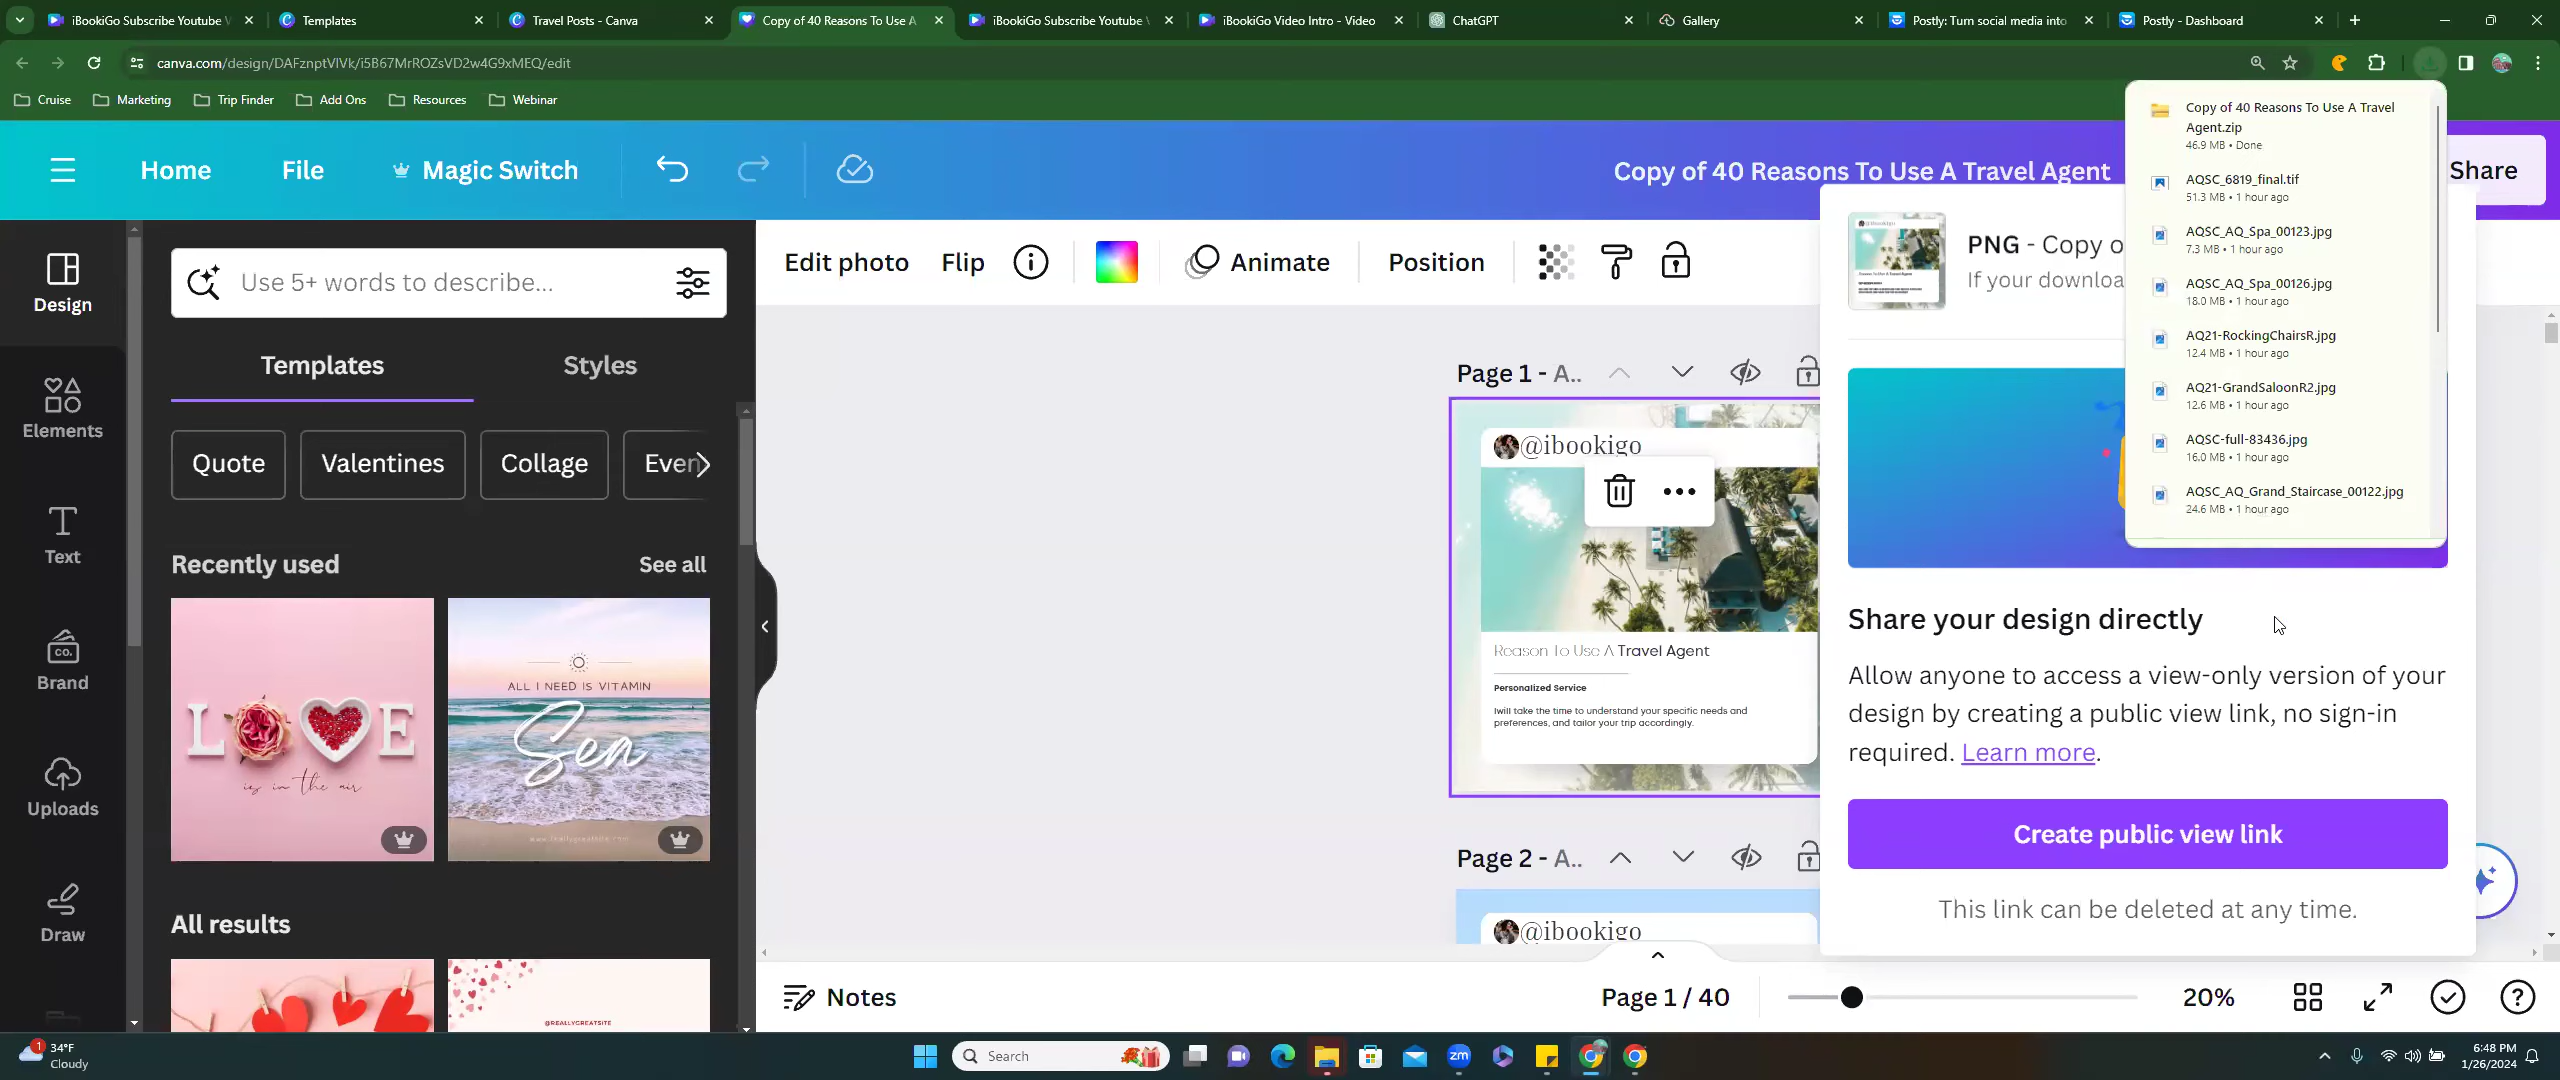 iBookiGo Subscribe Youtube V
Templates
Travel Posts - Canva
Copy of 40 Reasons To Use A
iBookiGo Subscribe Youtube V
iBookiGo Video Intro - Video
ChatGPT
Gallery
Postly: Turn social media into
Postly - Dashboard
canva.com/design/DAFznptVlVk/i5B67MrROZsVD2w4G9xMEQ/edit
Cruise
Marketing
Trip Finder
Add Ons
Resources
Webinar
Home
File
Magic Switch
Copy of 40 Reasons To Use A Travel Agent
Share
Copy of 40 Reasons To Use A Travel
Agent.zip
46.9 MB • Done
AQSC_6819_final.tif
51.3 MB • 1 hour ago
AQSC_AQ_Spa_00123.jpg
7.3 MB • 1 hour ago
AQSC_AQ_Spa_00126.jpg
18.0 MB • 1 hour ago
AQ21-RockingChairsR.jpg
12.4 MB • 1 hour ago
AQ21-GrandSaloonR2.jpg
12.6 MB • 1 hour ago
AQSC-full-83436.jpg
16.0 MB • 1 hour ago
AQSC_AQ_Grand_Staircase_00122.jpg
24.6 MB • 1 hour ago
Design
Elements
Text
co.
Brand
Uploads
Draw
Use 5+ words to describe...
Templates
Styles
Quote
Valentines
Collage
Even
Recently used
See all
L E
is in the air
ALL I NEED IS VITAMIN
Sea
www.reallygreatsite.com
All results
@REALLYGREATSITE
Edit photo
Flip
Animate
Position
Page 1 - A..
@ibookigo
Reason To Use A Travel Agent
Personalized Service
Iwill take the time to understand your specific needs and
preferences, and tailor your trip accordingly.
Page 2 - A..
@ibookigo
PNG - Copy o
If your downloa
Share your design directly
Allow anyone to access a view-only version of your
design by creating a public view link, no sign-in
required. Learn more.
Create public view link
This link can be deleted at any time.
Notes
Page 1 / 40
20%
1
34°F
Cloudy
Search
zm
6:48 PM
1/26/2024